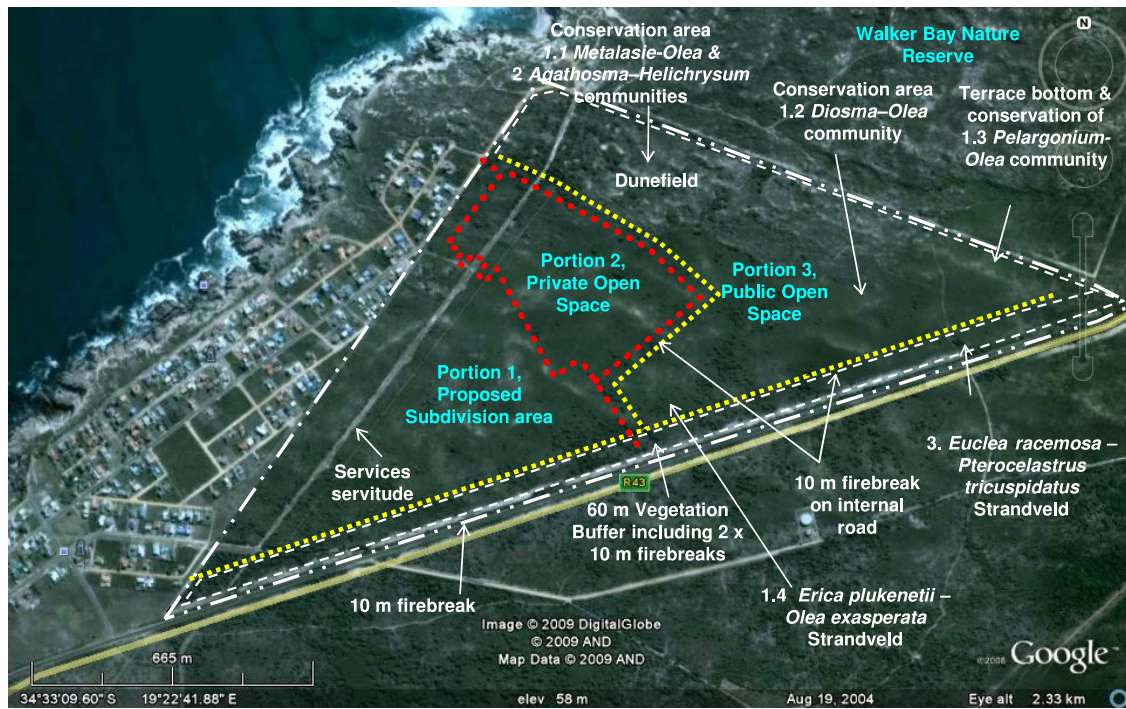 Conservation area
1.1 Metalasie-Olea &
2 Agathosma–Helichrysum
communities
Walker Bay Nature
Reserve
N
Conservation area
1.2 Diosma–Olea
community
Terrace bottom &
conservation of
1.3 Pelargonium-
Olea community
Dunefield
Portion 2,
Private Open
Space
Portion 3,
Public Open
Space
Portion 1,
Proposed
Subdivision area
Services
servitude
R43
60 m Vegetation
Buffer including 2 x
10 m firebreaks
10 m firebreak
on internal
road
3. Euclea racemosa –
Pterocelastrus
tricuspidatus
Strandveld
10 m firebreak
1.4 Erica plukenetii –
Olea exasperata
Strandveld
Image © 2009 DigitalGlobe
© 2009 AND
Map Data © 2009 AND
©2008 Google™
665 m
34°33'09.60" S 19°22'41.88" E elev 58 m Aug 19, 2004 Eye alt 2.33 km